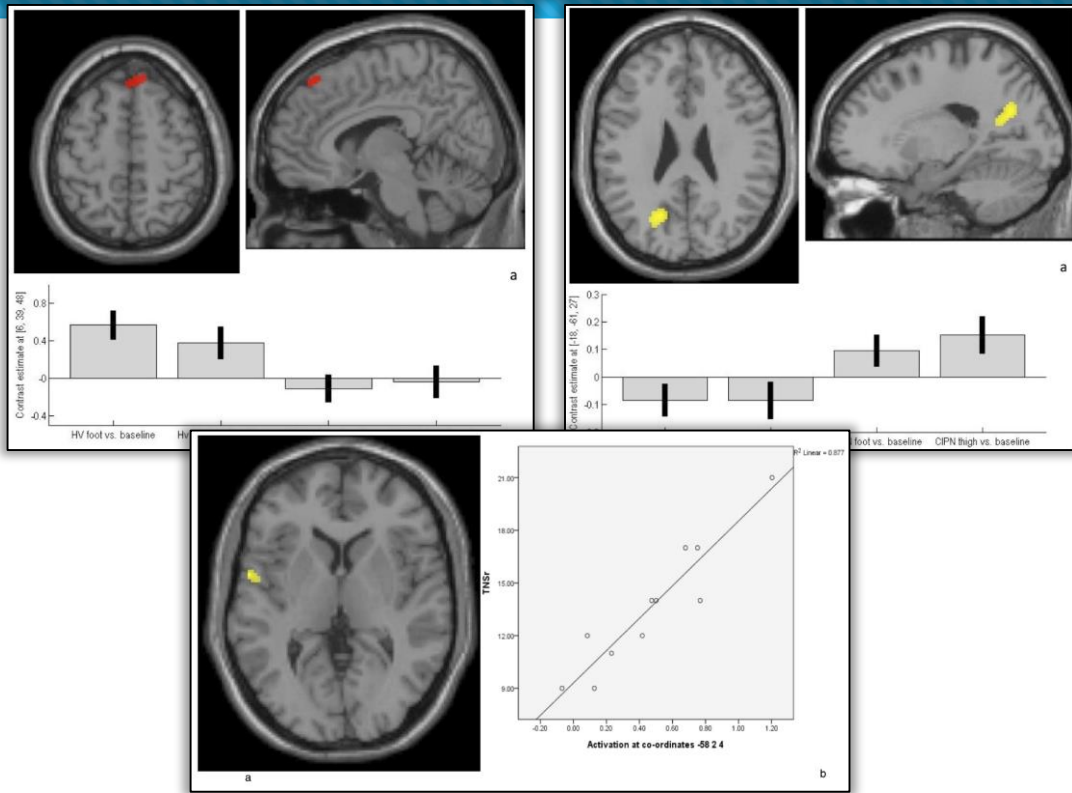 a
Contrast estimate at [6, 39, 48]
0.8
0.4
-0
-0.4
HV foot vs. baseline
a
Contrast estimate at [-18, -61, 27]
0.3
0.2
0.1
0
-0.1
foot vs. baseline
CIPN thigh vs. baseline
a
R² Linear = 0.877
TNSr
21.00
18.00
15.00
12.00
9.00
-0.20 0.00 0.20 0.40 0.60 0.80 1.00 1.20
Activation at co-ordinates -58 2 4
b